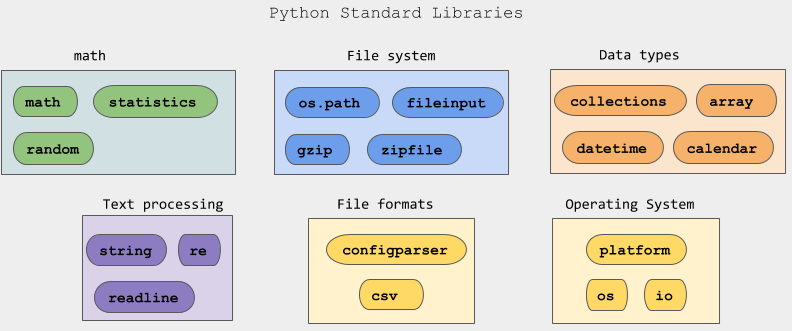 Python Standard Libraries
math
math
statistics
random
File system
os.path
fileinput
gzip
zipfile
Data types
collections
array
datetime
calendar
Text processing
string
re
readline
File formats
configparser
csv
Operating System
platform
os
io